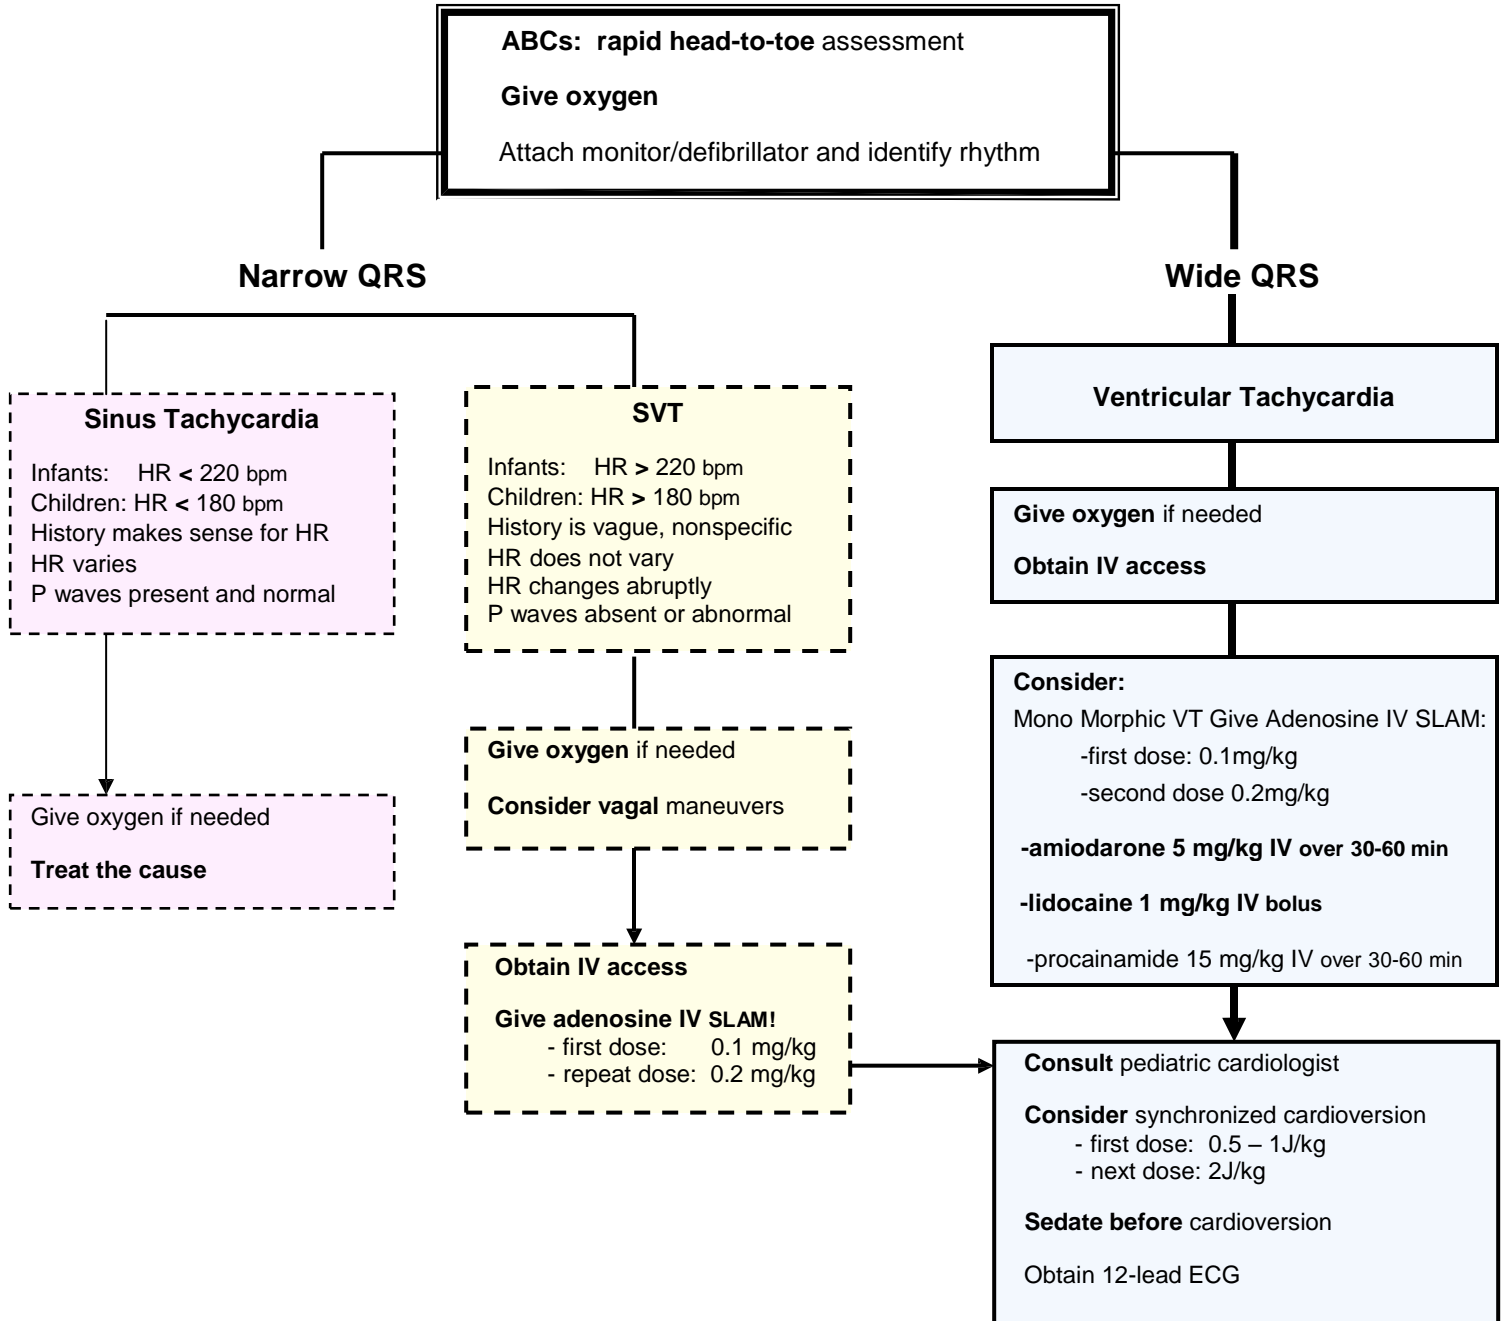 ABCs: rapid head-to-toe assessment
Give oxygen
Attach monitor/defibrillator and identify rhythm
Narrow QRS
Wide QRS
Sinus Tachycardia
Infants: HR < 220 bpm
Children: HR < 180 bpm
History makes sense for HR
HR varies
P waves present and normal
Give oxygen if needed
Treat the cause
SVT
Infants: HR > 220 bpm
Children: HR > 180 bpm
History is vague, nonspecific
HR does not vary
HR changes abruptly
P waves absent or abnormal
Give oxygen if needed
Consider vagal maneuvers
Obtain IV access
Give adenosine IV SLAM!
- first dose: 0.1 mg/kg
- repeat dose: 0.2 mg/kg
Ventricular Tachycardia
Give oxygen if needed
Obtain IV access
Consider:
Mono Morphic VT Give Adenosine IV SLAM:
-first dose: 0.1mg/kg
-second dose 0.2mg/kg
-amiodarone 5 mg/kg IV over 30-60 min
-lidocaine 1 mg/kg IV bolus
-procainamide 15 mg/kg IV over 30-60 min
Consult pediatric cardiologist
Consider synchronized cardioversion
- first dose: 0.5 – 1J/kg
- next dose: 2J/kg
Sedate before cardioversion
Obtain 12-lead ECG